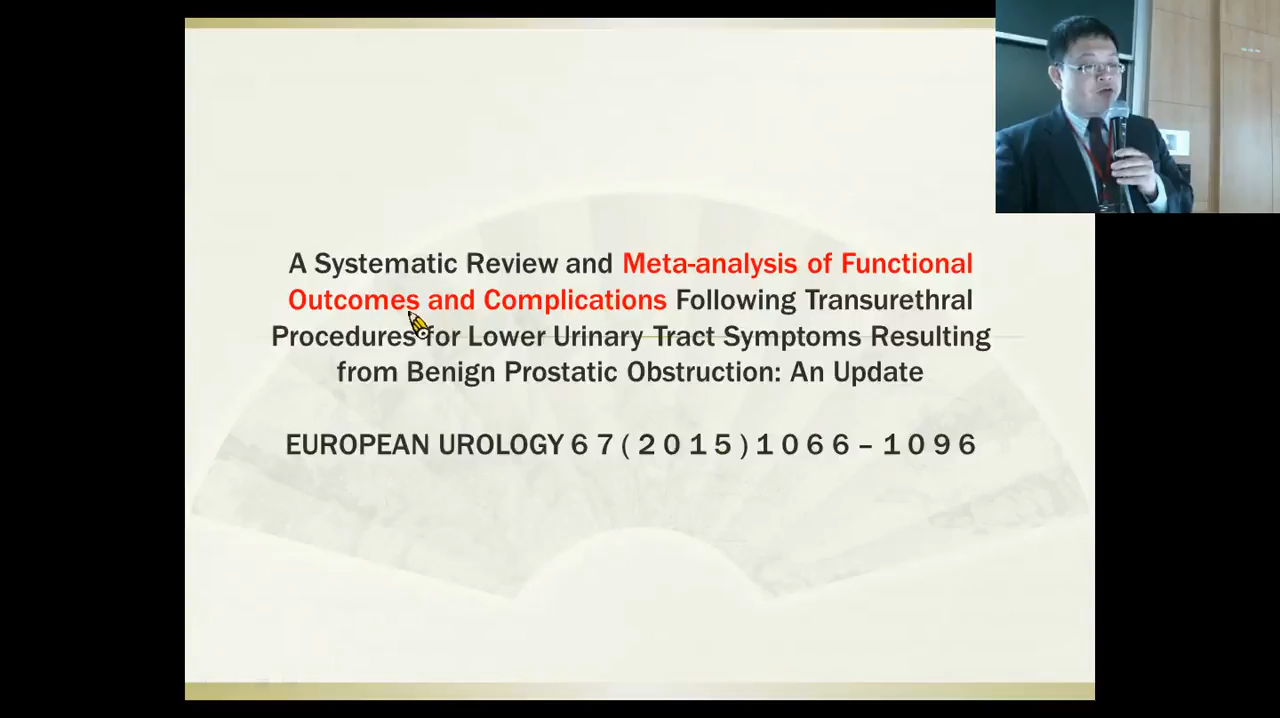 A Systematic Review and Meta-analysis of Functional
Outcomes and Complications Following Transurethral
Procedures for Lower Urinary Tract Symptoms Resulting
from Benign Prostatic Obstruction: An Update
EUROPEAN UROLOGY 6 7 ( 2 0 1 5 ) 1 0 6 6 – 1 0 9 6